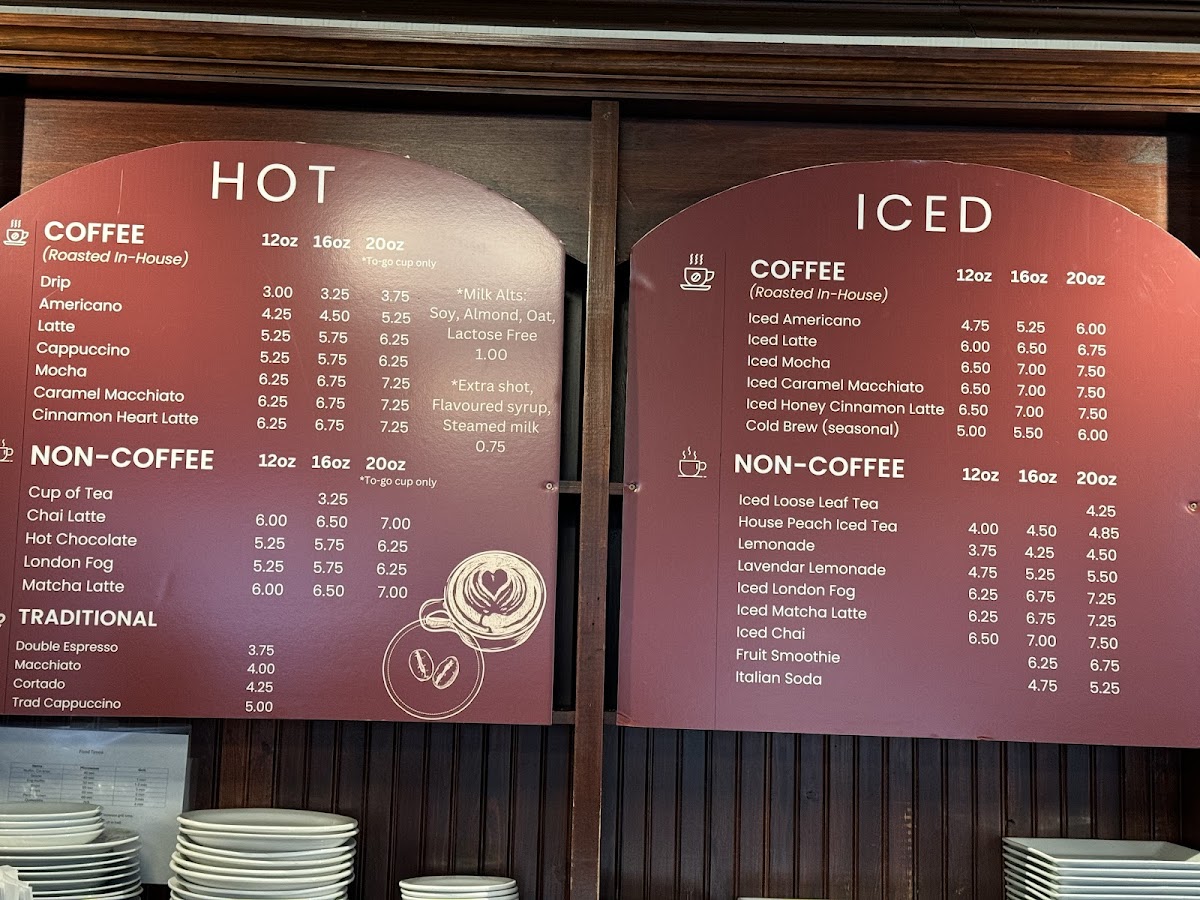 HOT
COFFEE 12oz 16oz 20oz
(Roasted In-House) *To-go cup only
Drip 3.00 3.25 3.75
Americano 4.25 4.50 5.25
Latte 5.25 5.75 6.25
Cappuccino 5.25 5.75 6.25
Mocha 6.25 6.75 7.25
Caramel Macchiato 6.25 6.75 7.25
Cinnamon Heart Latte 6.25 6.75 7.25
*Milk Alts:
Soy, Almond, Oat,
Lactose Free
1.00
*Extra shot,
Flavoured syrup,
Steamed milk
0.75
NON-COFFEE 12oz 16oz 20oz
*To-go cup only
Cup of Tea 3.25
Chai Latte 6.00 6.50 7.00
Hot Chocolate 5.25 5.75 6.25
London Fog 5.25 5.75 6.25
Matcha Latte 6.00 6.50 7.00
TRADITIONAL
Double Espresso 3.75
Macchiato 4.00
Cortado 4.25
Trad Cappuccino 5.00
ICED
COFFEE 12oz 16oz 20oz
(Roasted In-House)
Iced Americano 4.75 5.25 6.00
Iced Latte 6.00 6.50 6.75
Iced Mocha 6.50 7.00 7.50
Iced Caramel Macchiato 6.50 7.00 7.50
Iced Honey Cinnamon Latte 6.50 7.00 7.50
Cold Brew (seasonal) 5.00 5.50 6.00
NON-COFFEE 12oz 16oz 20oz
Iced Loose Leaf Tea 4.25
House Peach Iced Tea 4.00 4.50 4.85
Lemonade 3.75 4.25 4.50
Lavendar Lemonade 4.75 5.25 5.50
Iced London Fog 6.25 6.75 7.25
Iced Matcha Latte 6.25 6.75 7.25
Iced Chai 6.50 7.00 7.50
Fruit Smoothie 6.25 6.75
Italian Soda 4.75 5.25